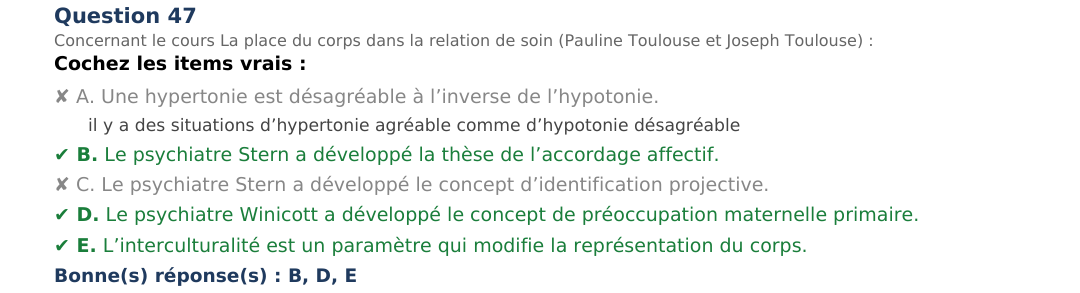 Question 47
Concernant le cours La place du corps dans la relation de soin (Pauline Toulouse et Joseph Toulouse) :
Cochez les items vrais :
✘ A. Une hypertonie est désagréable à l’inverse de l’hypotonie.
il y a des situations d’hypertonie agréable comme d’hypotonie désagréable
✔ B. Le psychiatre Stern a développé la thèse de l’accordage affectif.
✘ C. Le psychiatre Stern a développé le concept d’identification projective.
✔ D. Le psychiatre Winicott a développé le concept de préoccupation maternelle primaire.
✔ E. L’interculturalité est un paramètre qui modifie la représentation du corps.
Bonne(s) réponse(s) : B, D, E